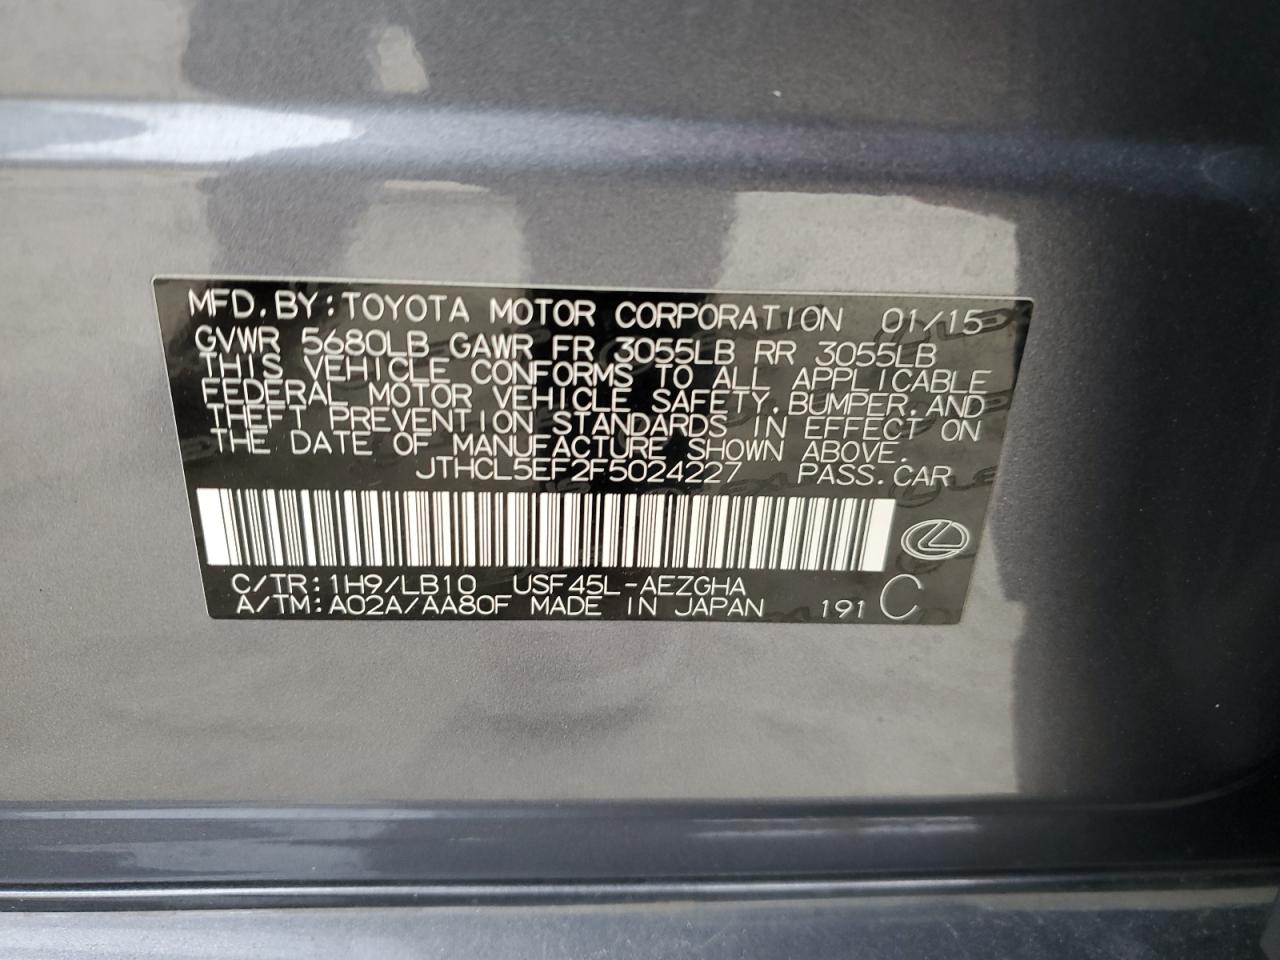 MFD. BY: TOYOTA MOTOR CORPORATION 01/15
GVWR 5680LB GAWR FR 3055LB RR 3055LB
THIS VEHICLE CONFORMS TO ALL APPLICABLE
FEDERAL MOTOR VEHICLE SAFETY, BUMPER, AND
THEFT PREVENTION STANDARDS IN EFFECT ON
THE DATE OF MANUFACTURE SHOWN ABOVE.
JTHCL5EF2F5024227 PASS. CAR
C/TR: 1H9/LB10 USF45L-AEZGHA
A/TM: A02A/AA80F MADE IN JAPAN 191 C